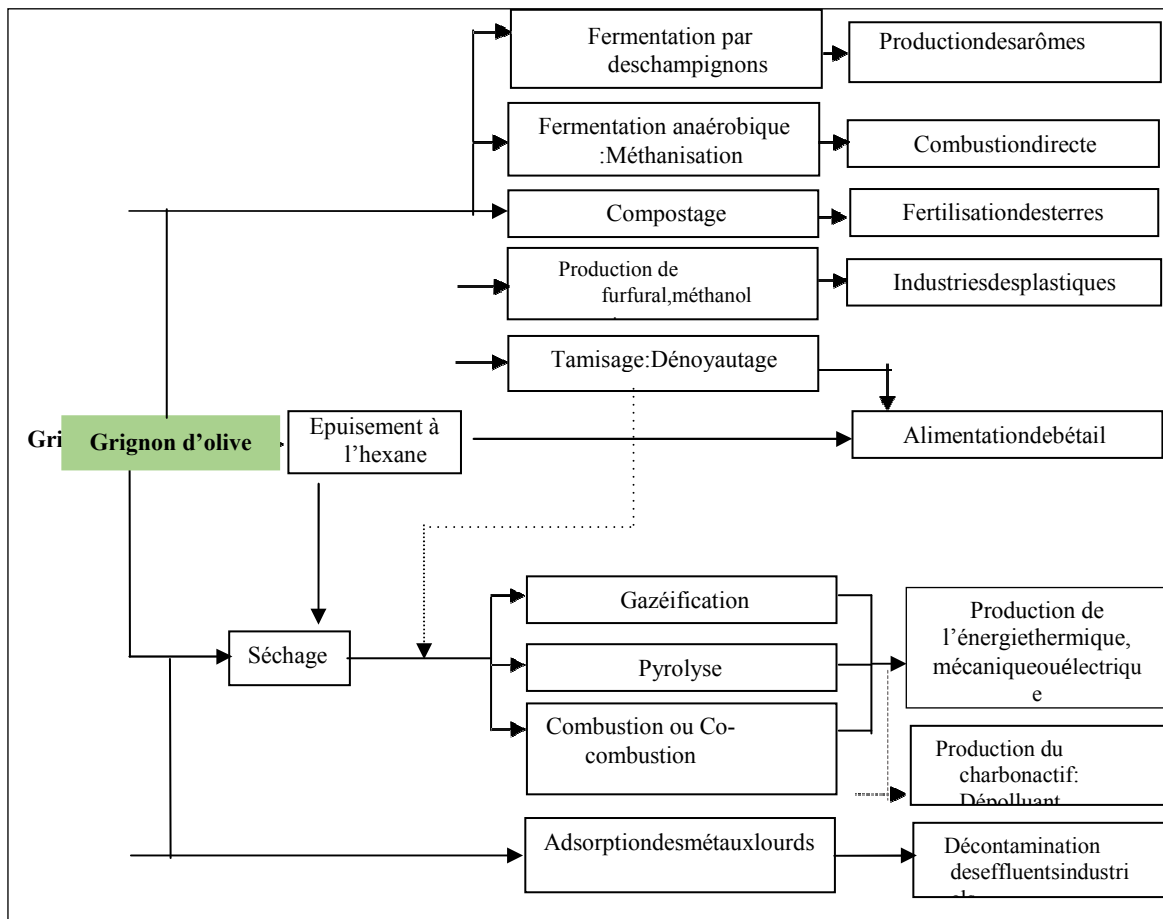 Fermentation par
deschampignons
Productiondesarômes
Fermentation anaérobique
:Méthanisation
Combustiondirecte
Compostage
Fertilisationdesterres
Production de
furfural,méthanol
Industriesdesplastiques
Tamisage:Dénoyautage
Gri
Grignon d’olive
Epuisement à
l’hexane
Alimentationdebétail
Gazéification
Production de
l’énergiethermique,
mécaniqueouélectriqu
e
Séchage
Pyrolyse
Combustion ou Co-
combustion
Production du
charbonactif:
Dépolluant
Adsorptiondesmétauxlourds
Décontamination
deseffluentsindustri